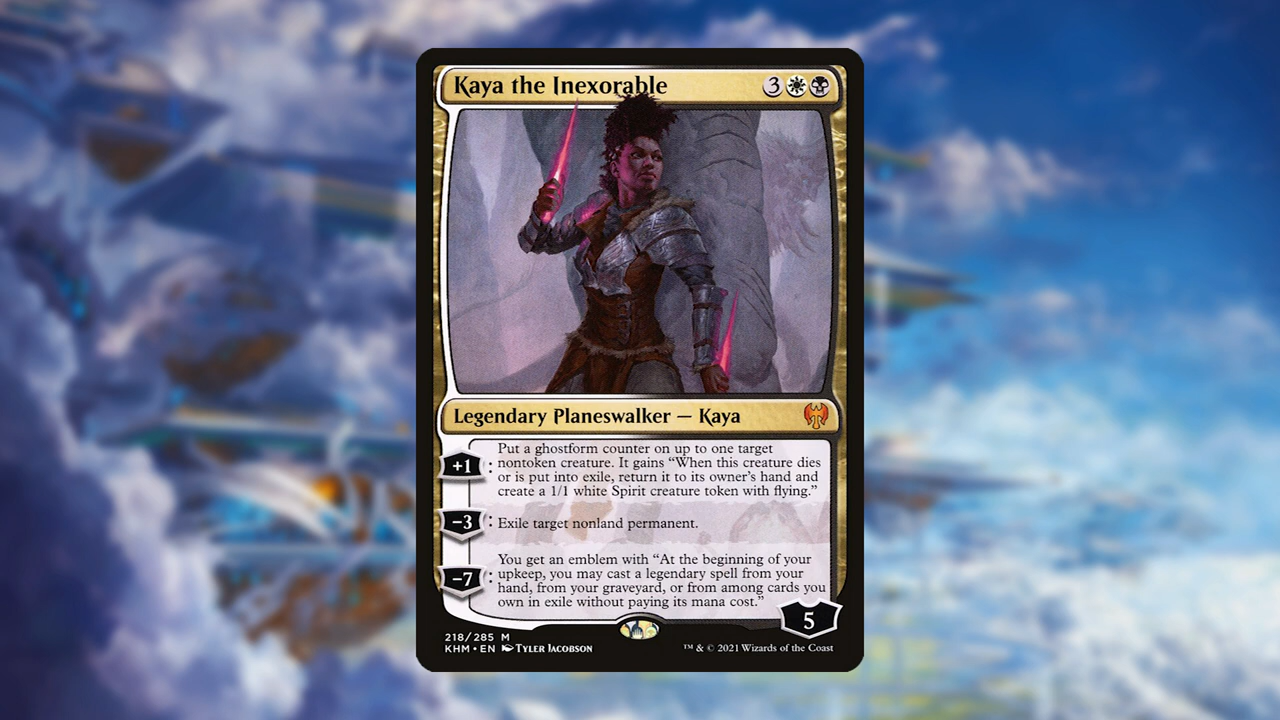 Kaya the Inexorable 3
Legendary Planeswalker — Kaya
+1 : Put a ghostform counter on up to one target
nontoken creature. It gains “When this creature dies
or is put into exile, return it to its owner’s hand and
create a 1/1 white Spirit creature token with flying.”
−3 : Exile target nonland permanent.
−7 : You get an emblem with “At the beginning of your
upkeep, you may cast a legendary spell from your
hand, from your graveyard, or from among cards you
own in exile without paying its mana cost.”
5
218/285 M
KHM • EN Tyler Jacobson
™ & © 2021 Wizards of the Coast